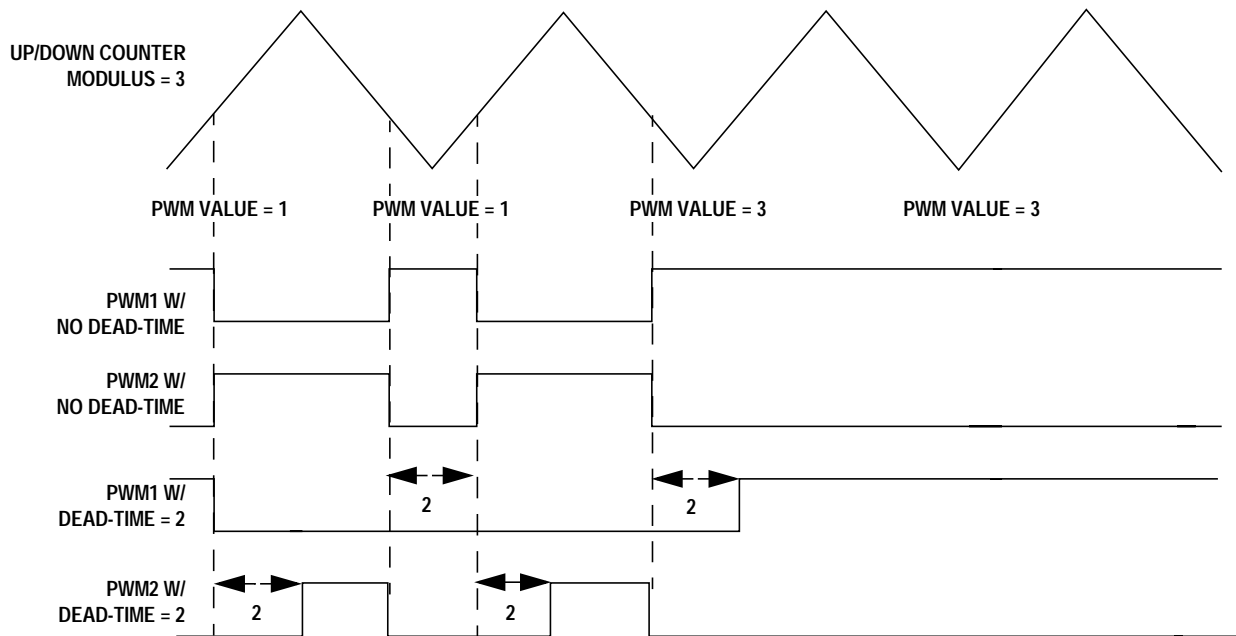 UP/DOWN COUNTER
MODULUS = 3
PWM VALUE = 1
PWM VALUE = 1
PWM VALUE = 3
PWM VALUE = 3
PWM1 W/
NO DEAD-TIME
PWM2 W/
NO DEAD-TIME
PWM1 W/
DEAD-TIME = 2
2
2
PWM2 W/
DEAD-TIME = 2
2
2